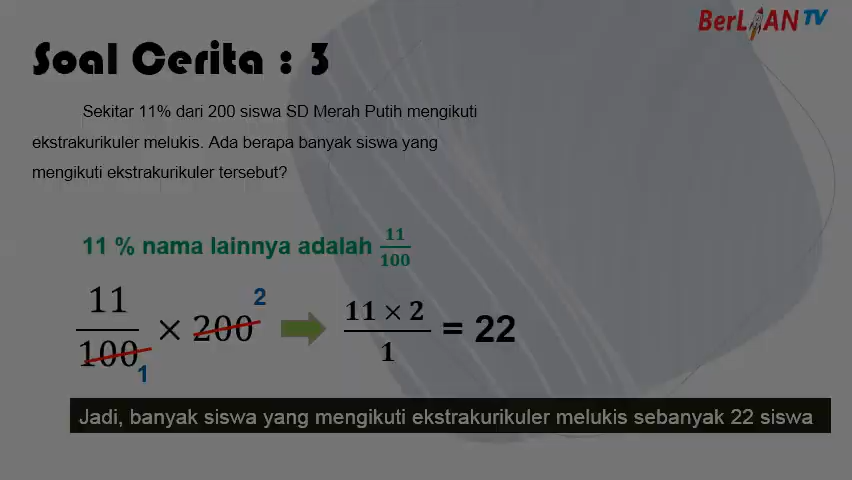 BerLIAN TV
Soal Cerita : 3
Sekitar 11% dari 200 siswa SD Merah Putih mengikuti
ekstrakurikuler melukis. Ada berapa banyak siswa yang
mengikuti ekstrakurikuler tersebut?
11 % nama lainnya adalah 11/100
11/100 × 200 2 1 11 × 2/1 = 22
Jadi, banyak siswa yang mengikuti ekstrakurikuler melukis sebanyak 22 siswa